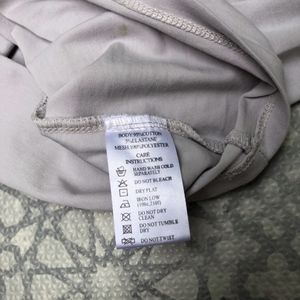 BODY:95%COTTON
5%ELASTANE
MESH:100%POLYESTER
CARE
INSTRUCTIONS
HAND WASH COLD
SEPARATELY
DO NOT BLEACH
DRY FLAT
IRON LOW
DO NOT DRY
CLEAN
DO NOT TUMBLE
DRY
DO NOT TWIST